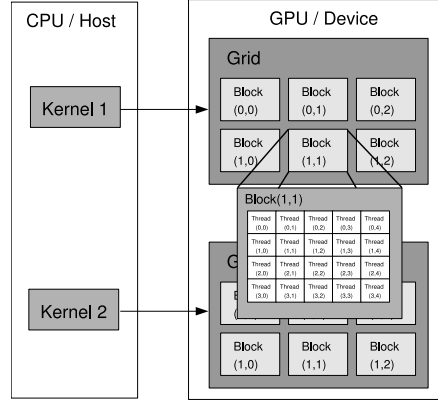 CPU / Host
GPU / Device
Grid
Kernel 1
Block Block Block
(0,0) (0,1) (0,2)
Block Block Block
(1,0) (1,1) (1,2)
Block(1,1)
Thread Thread Thread Thread Thread
(0,0) (0,1) (0,2) (0,3) (0,4)
Thread Thread Thread Thread Thread
(1,0) (1,1) (1,2) (1,3) (1,4)
Thread Thread Thread Thread Thread
(2,0) (2,1) (2,2) (2,3) (2,4)
Thread Thread Thread Thread Thread
(3,0) (3,1) (3,2) (3,3) (3,4)
Kernel 2
Block Block Block
(1,0) (1,1) (1,2)